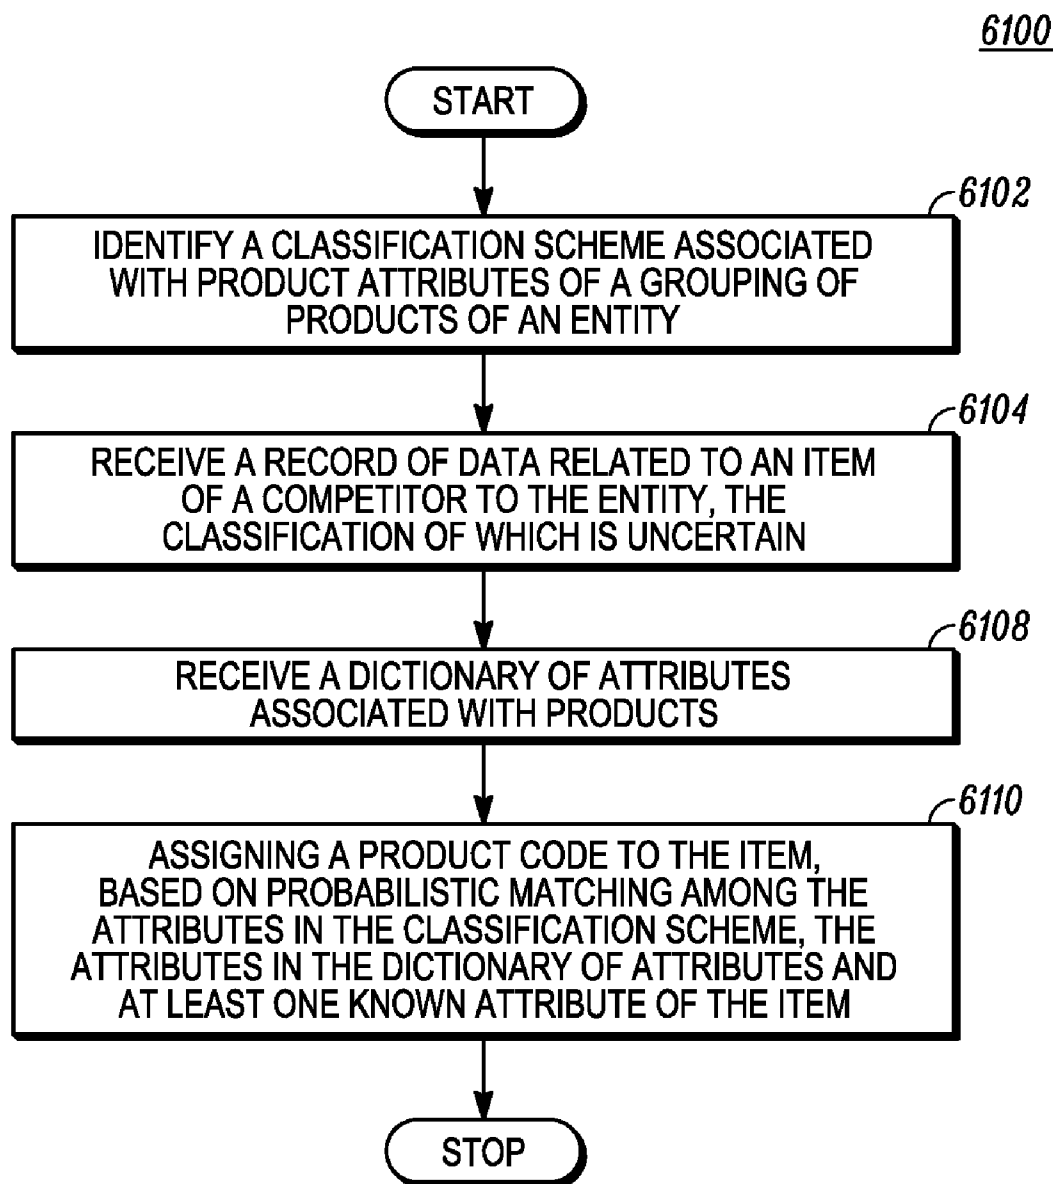 6100
START
6102
IDENTIFY A CLASSIFICATION SCHEME ASSOCIATED
WITH PRODUCT ATTRIBUTES OF A GROUPING OF
PRODUCTS OF AN ENTITY
6104
RECEIVE A RECORD OF DATA RELATED TO AN ITEM
OF A COMPETITOR TO THE ENTITY, THE
CLASSIFICATION OF WHICH IS UNCERTAIN
6108
RECEIVE A DICTIONARY OF ATTRIBUTES
ASSOCIATED WITH PRODUCTS
6110
ASSIGNING A PRODUCT CODE TO THE ITEM,
BASED ON PROBABILISTIC MATCHING AMONG THE
ATTRIBUTES IN THE CLASSIFICATION SCHEME, THE
ATTRIBUTES IN THE DICTIONARY OF ATTRIBUTES AND
AT LEAST ONE KNOWN ATTRIBUTE OF THE ITEM
STOP